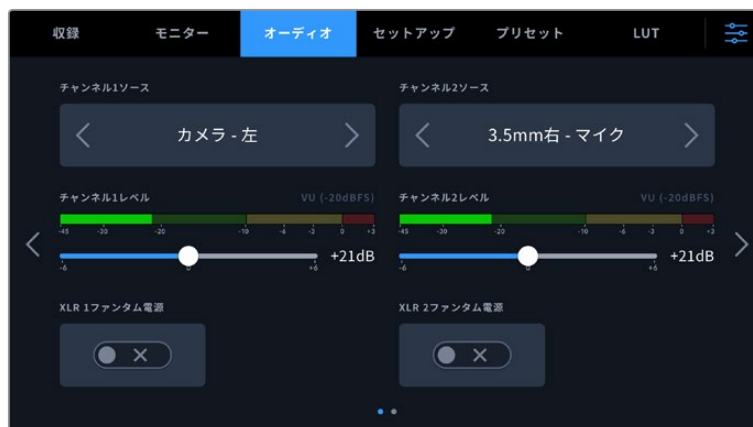 収録 モニター オーディオ セットアップ プリセット LUT
チャンネル1ソース チャンネル2ソース
カメラ - 左 3.5mm右 - マイク
チャンネル1レベル VU (-20dBFS) チャンネル2レベル VU (-20dBFS)
-45 -30 -20 -10 -6 -3 0 +3 -45 -30 -20 -10 -6 -3 0 +3
+21dB +21dB
-6 0 +6 -6 0 +6
XLR 1ファンタム電源 XLR 2ファンタム電源